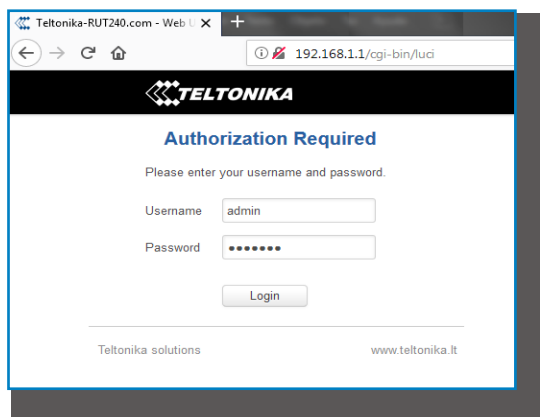 Teltonika-RUT240.com - Web U
192.168.1.1/cgi-bin/luci
TELTONIKA
Authorization Required
Please enter your username and password.
Username admin
Password •••••••
Login
Teltonika solutions www.teltonika.lt